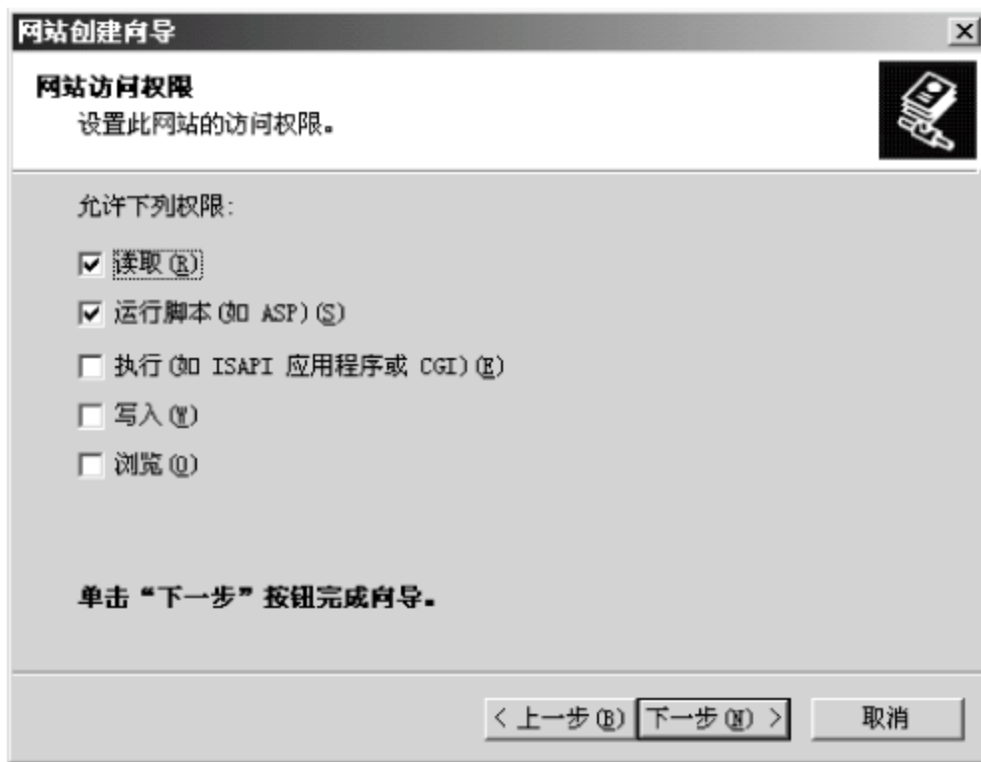 网站创建向导
网站访问权限
设置此网站的访问权限。
允许下列权限:
读取(R)
运行脚本(如 ASP)(S)
执行(如 ISAPI 应用程序或 CGI)(E)
写入(W)
浏览(O)
单击“下一步”按钮完成向导。
< 上一步(B) 下一步(N) > 取消